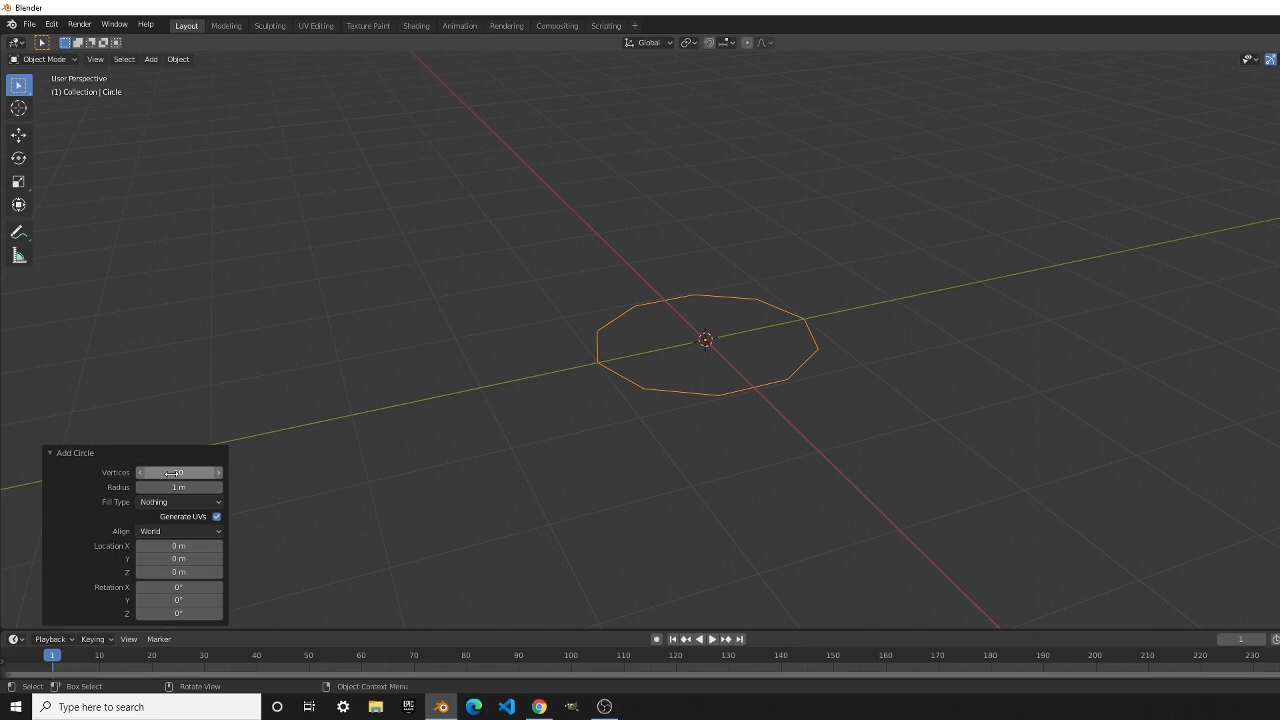 Blender
File Edit Render Window Help Layout Modeling Sculpting UV Editing Texture Paint Shading Animation Rendering Compositing Scripting +
Global
Object Mode View Select Add Object
User Perspective
(1) Collection | Circle
Add Circle
Vertices
Radius 1 m
Fill Type Nothing
Generate UVs
Align World
Location X 0 m
Y 0 m
Z 0 m
Rotation X 0°
Y 0°
Z 0°
Playback Keying View Marker 1
1 10 20 30 40 50 60 70 80 90 100 110 120 130 140 150 160 170 180 190 200 210 220 230
Select Box Select Rotate View Object Context Menu
Type here to search
EPIC